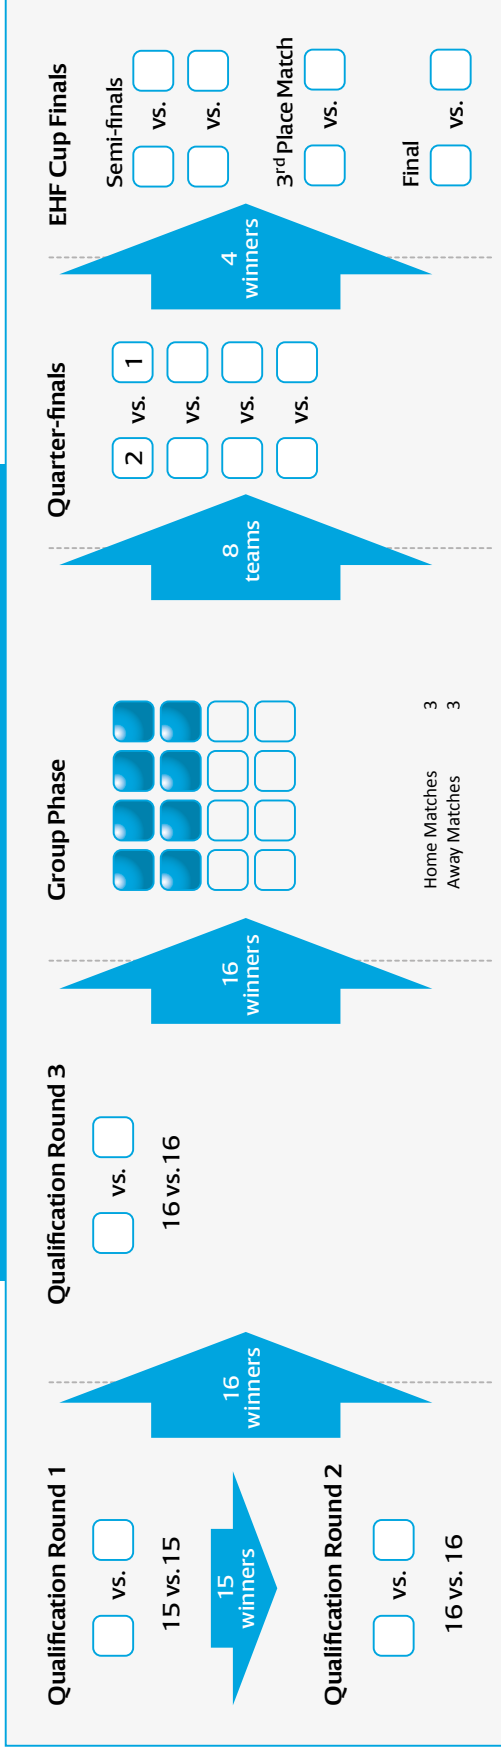 Qualification Round 1
vs.
15 vs.15
15
winners
Qualification Round 2
vs.
16 vs. 16
16
winners
Qualification Round 3
vs.
16 vs. 16
16
winners
Group Phase
Home Matches 3
Away Matches 3
8
teams
Quarter-finals
2 vs. 1
vs.
vs.
vs.
4
winners
EHF Cup Finals
Semi-finals
vs.
vs.
3rd Place Match
vs.
Final
vs.